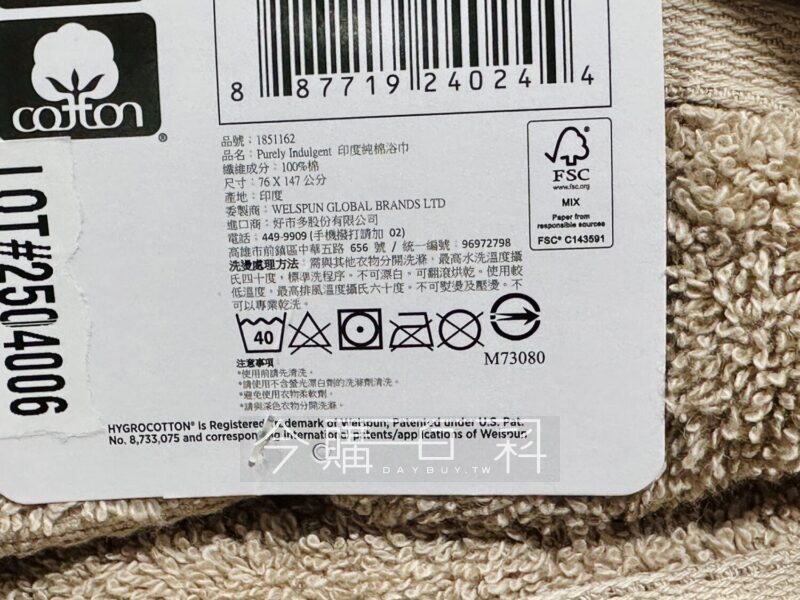 cotton®
8 87719 24024 4
LOT#2504006
品號：1851162
品名：Purely Indulgent 印度純棉浴巾
纖維成分：100%棉
尺寸：76 X 147 公分
產地：印度
委製商：WELSPUN GLOBAL BRANDS LTD
進口商：好市多股份有限公司
電話：449-9909 (手機撥打請加 02)
高雄市前鎮區中華五路 656 號 / 統一編號：96972798
洗燙處理方法：需與其他衣物分開洗滌，最高水洗溫度攝
氏四十度，標準洗程序。不可漂白。可翻滾烘乾。使用較
低溫度，最高排風溫度攝氏六十度。不可熨燙及壓燙。不
可以專業乾洗。
FSC
www.fsc.org
MIX
Paper from
responsible sources
FSC® C143591
40
M73080
注意事項：
*使用前請先清洗。
*請使用不含螢光漂白劑的洗滌劑清洗。
*避免使用衣物柔軟劑。
*請與深色衣物分開洗滌。
HYGROCOTTON® is Registered Trademark of Welspun, Patented under U.S. Pat.
No. 8,733,075 and corresponding international patents/applications of Welspun
今購百科
DAYBUY.TW